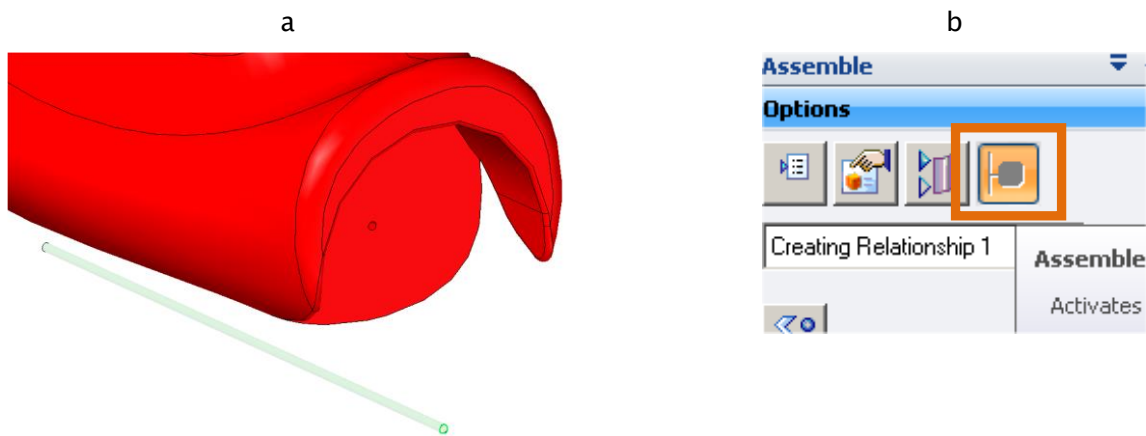 a
b
Assemble
Options
Creating Relationship 1
Assemble
Activates